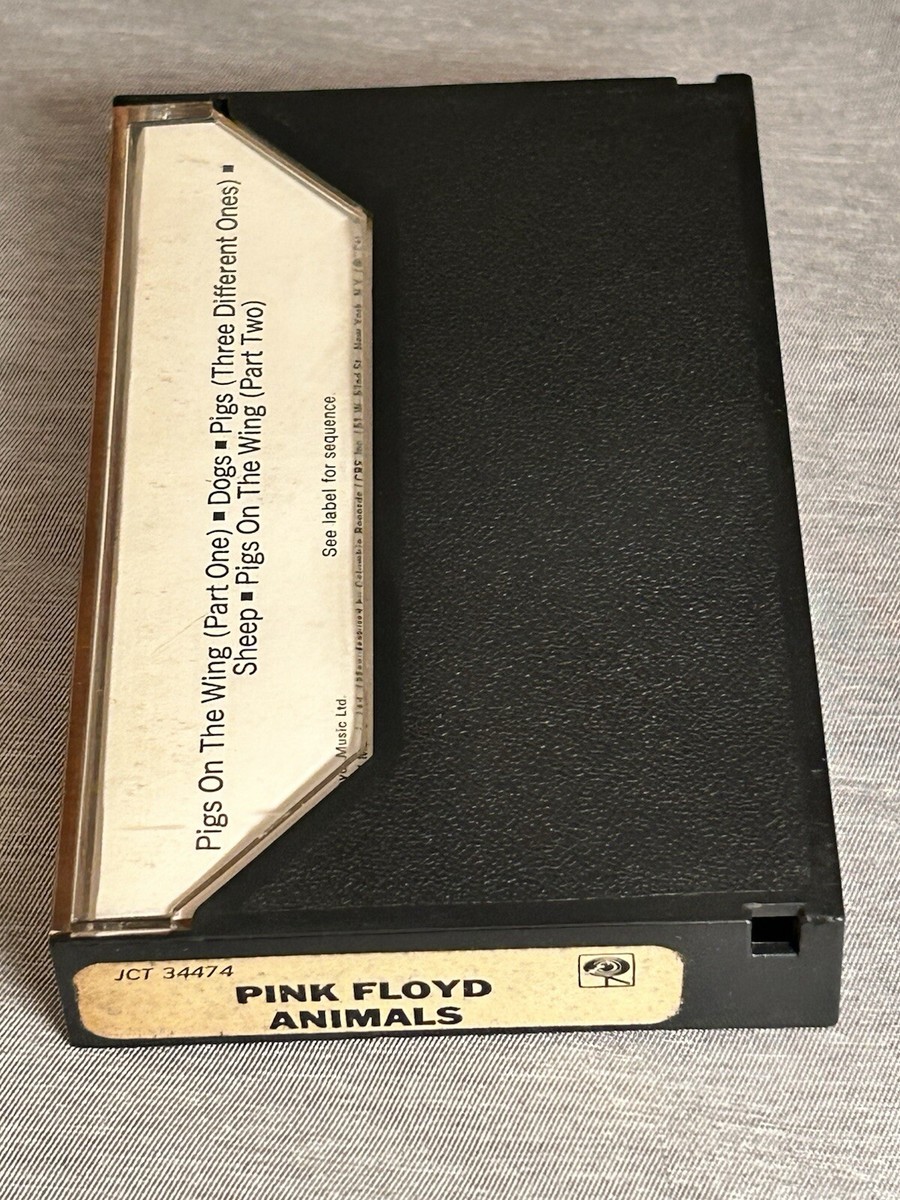 Pigs On The Wing (Part One) ■ Dogs ■ Pigs (Three Different Ones) ■
Sheep ■ Pigs On The Wing (Part Two)
See label for sequence.
Music Ltd.
JCT 34474
PINK FLOYD
ANIMALS